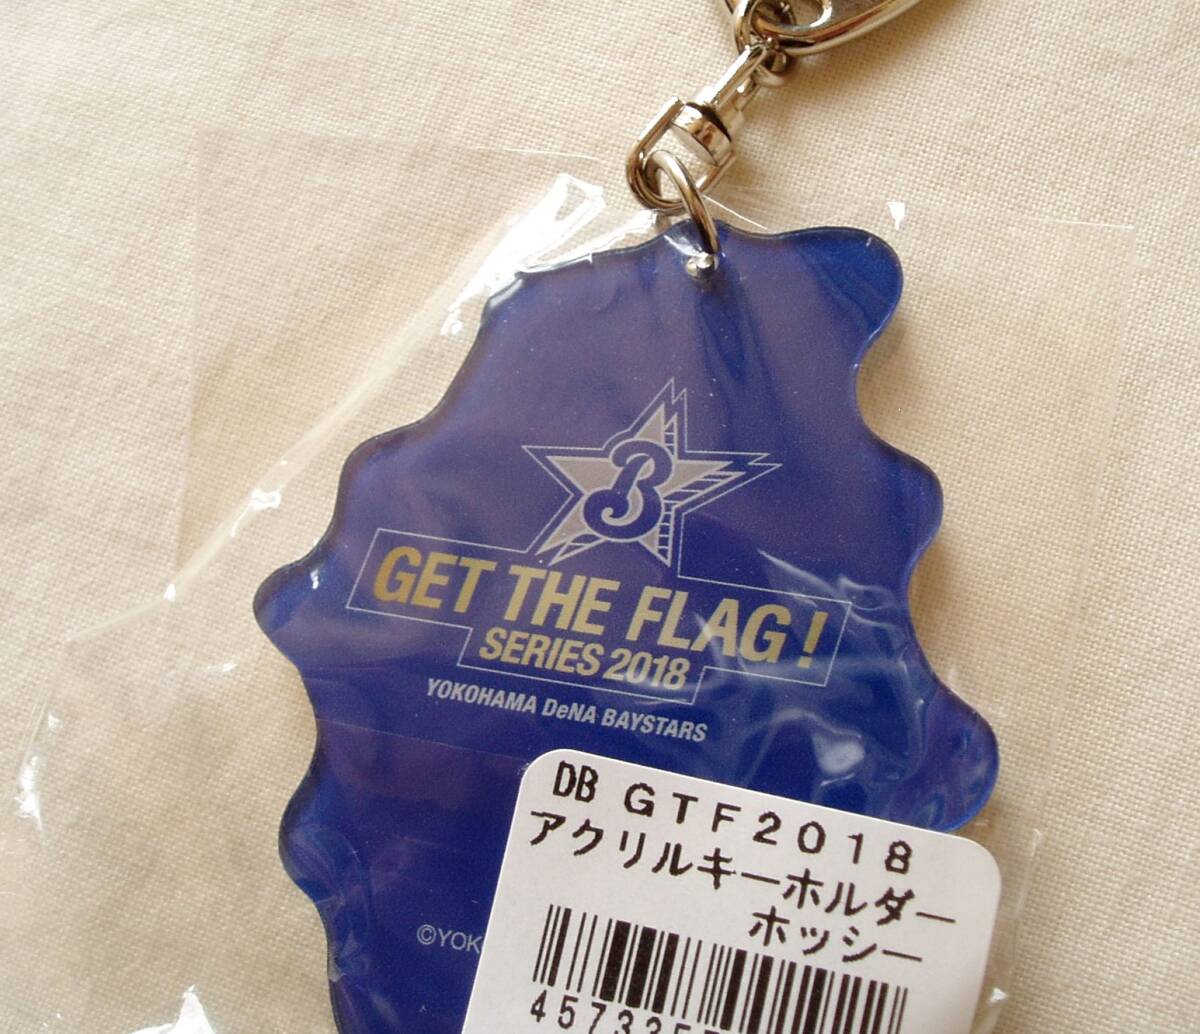 B
GET THE FLAG!
SERIES 2018
YOKOHAMA DeNA BAYSTARS
DB GTF2018
アクリルキーホルダー
ホッシー
©YOK